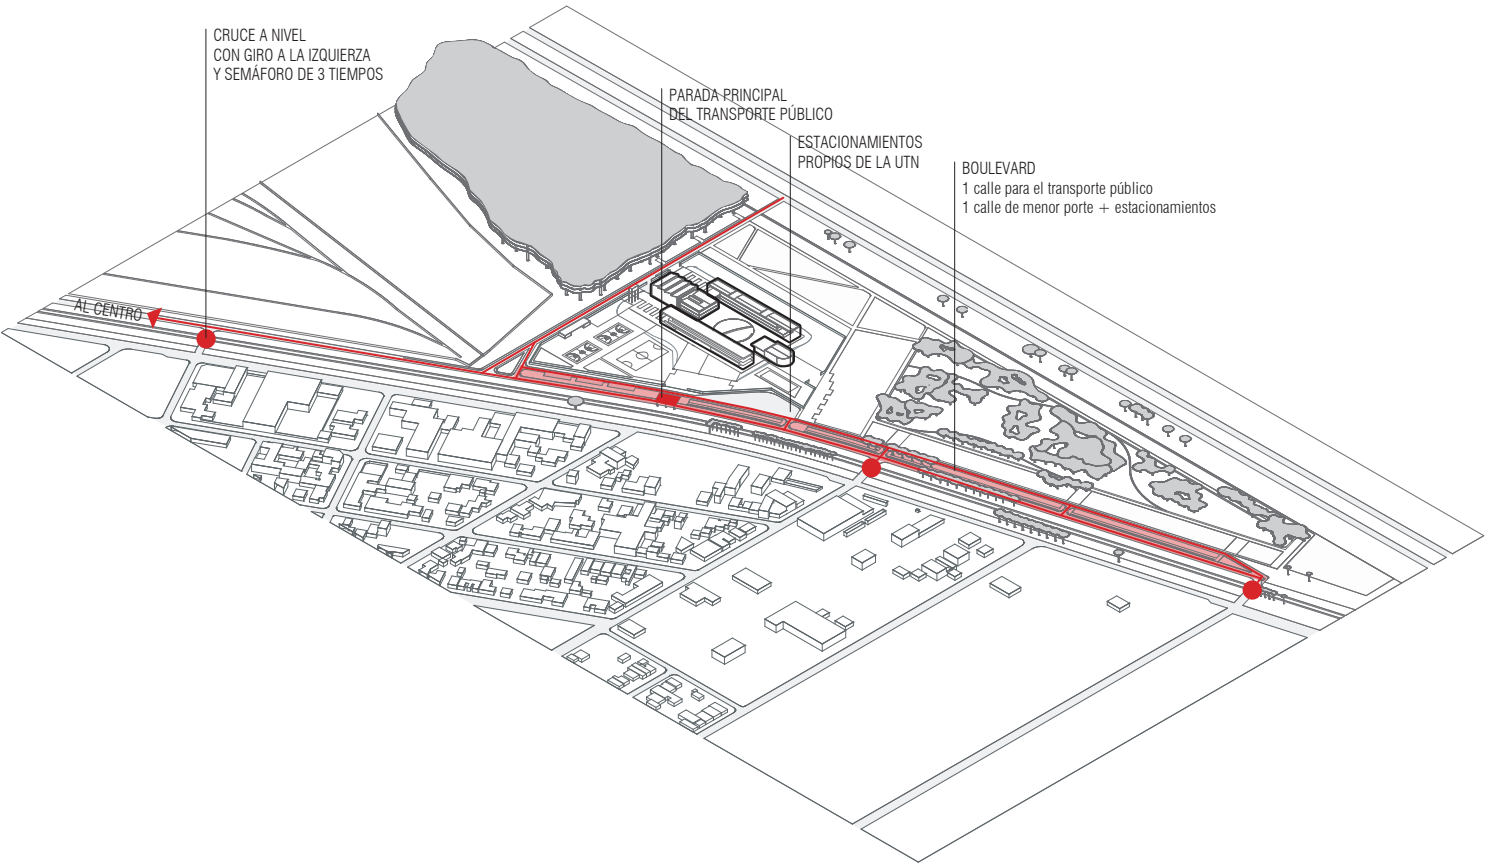 CRUCE A NIVEL
CON GIRO A LA IZQUIERZA
Y SEMÁFORO DE 3 TIEMPOS
PARADA PRINCIPAL
DEL TRANSPORTE PÚBLICO
ESTACIONAMIENTOS
PROPIOS DE LA UTN
BOULEVARD
1 calle para el transporte público
1 calle de menor porte + estacionamientos
AL CENTRO